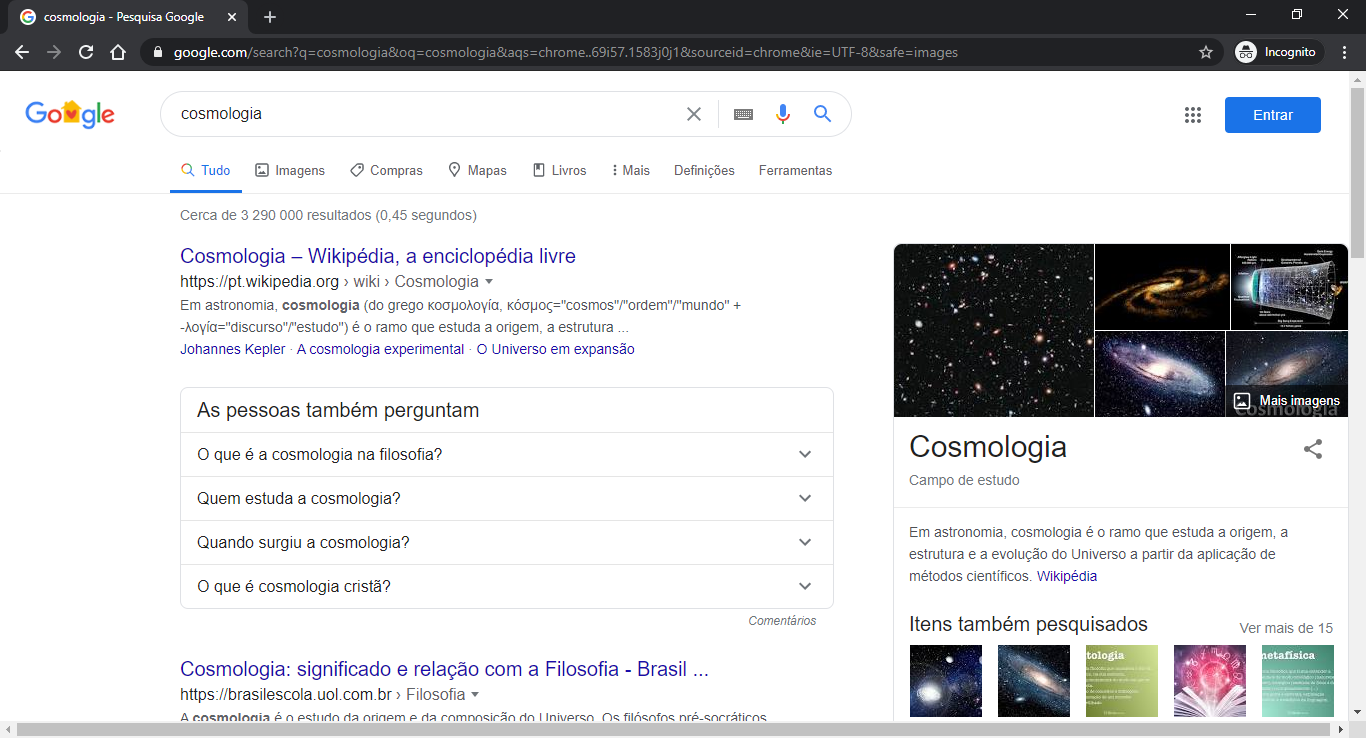 cosmologia - Pesquisa Google
google.com/search?q=cosmologia&oq=cosmologia&aqs=chrome..69i57.1583j0j1&sourceid=chrome&ie=UTF-8&safe=images
Incognito
Google
cosmologia
Entrar
Tudo
Imagens
Compras
Mapas
Livros
Mais
Definições
Ferramentas
Cerca de 3 290 000 resultados (0,45 segundos)
Cosmologia – Wikipédia, a enciclopédia livre
https://pt.wikipedia.org › wiki › Cosmologia
Em astronomia, cosmologia (do grego κοσμολογία, κόσμος="cosmos"/"ordem"/"mundo" +
-λογία="discurso"/"estudo") é o ramo que estuda a origem, a estrutura ...
Johannes Kepler · A cosmologia experimental · O Universo em expansão
As pessoas também perguntam
O que é a cosmologia na filosofia?
Quem estuda a cosmologia?
Quando surgiu a cosmologia?
O que é cosmologia cristã?
Comentários
Cosmologia: significado e relação com a Filosofia - Brasil ...
https://brasilescola.uol.com.br › Filosofia
A cosmologia é o estudo da origem e da composição do Universo. Os filósofos pré-socráticos
Mais imagens
Cosmologia
Cosmologia
Campo de estudo
Em astronomia, cosmologia é o ramo que estuda a origem, a
estrutura e a evolução do Universo a partir da aplicação de
métodos científicos. Wikipédia
Itens também pesquisados
Ver mais de 15
tologia
metafísica